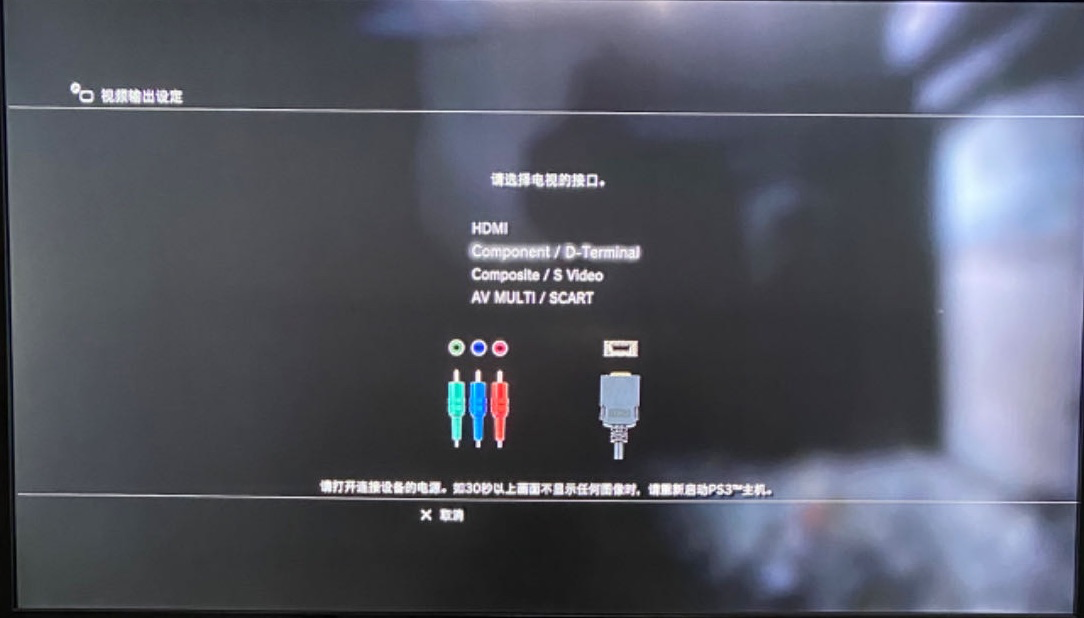 视频输出设定
请选择电视的接口。
HDMI
Component / D-Terminal
Composite / S Video
AV MULTI / SCART
请打开连接设备的电源。如30秒以上画面不显示任何图像时，请重新启动PS3™主机。
X 取消